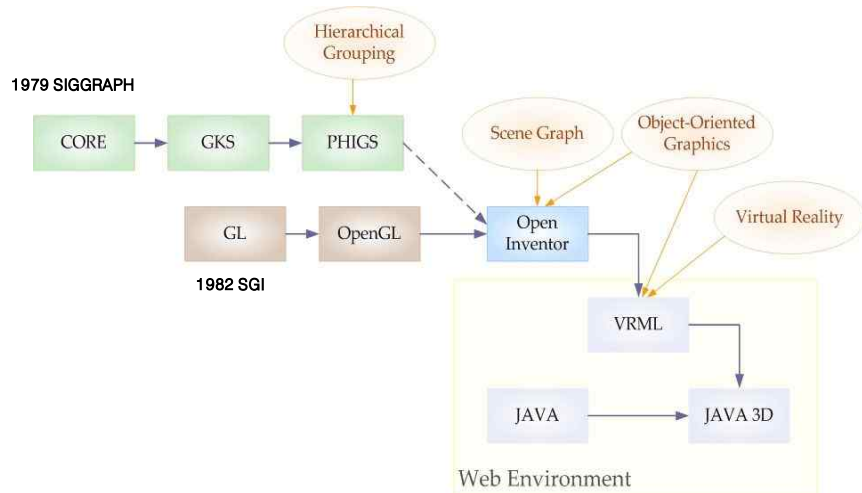 Hierarchical
Grouping
1979 SIGGRAPH
CORE
GKS
PHIGS
Scene Graph
Object-Oriented
Graphics
Virtual Reality
GL
OpenGL
Open
Inventor
1982 SGI
VRML
JAVA
JAVA 3D
Web Environment